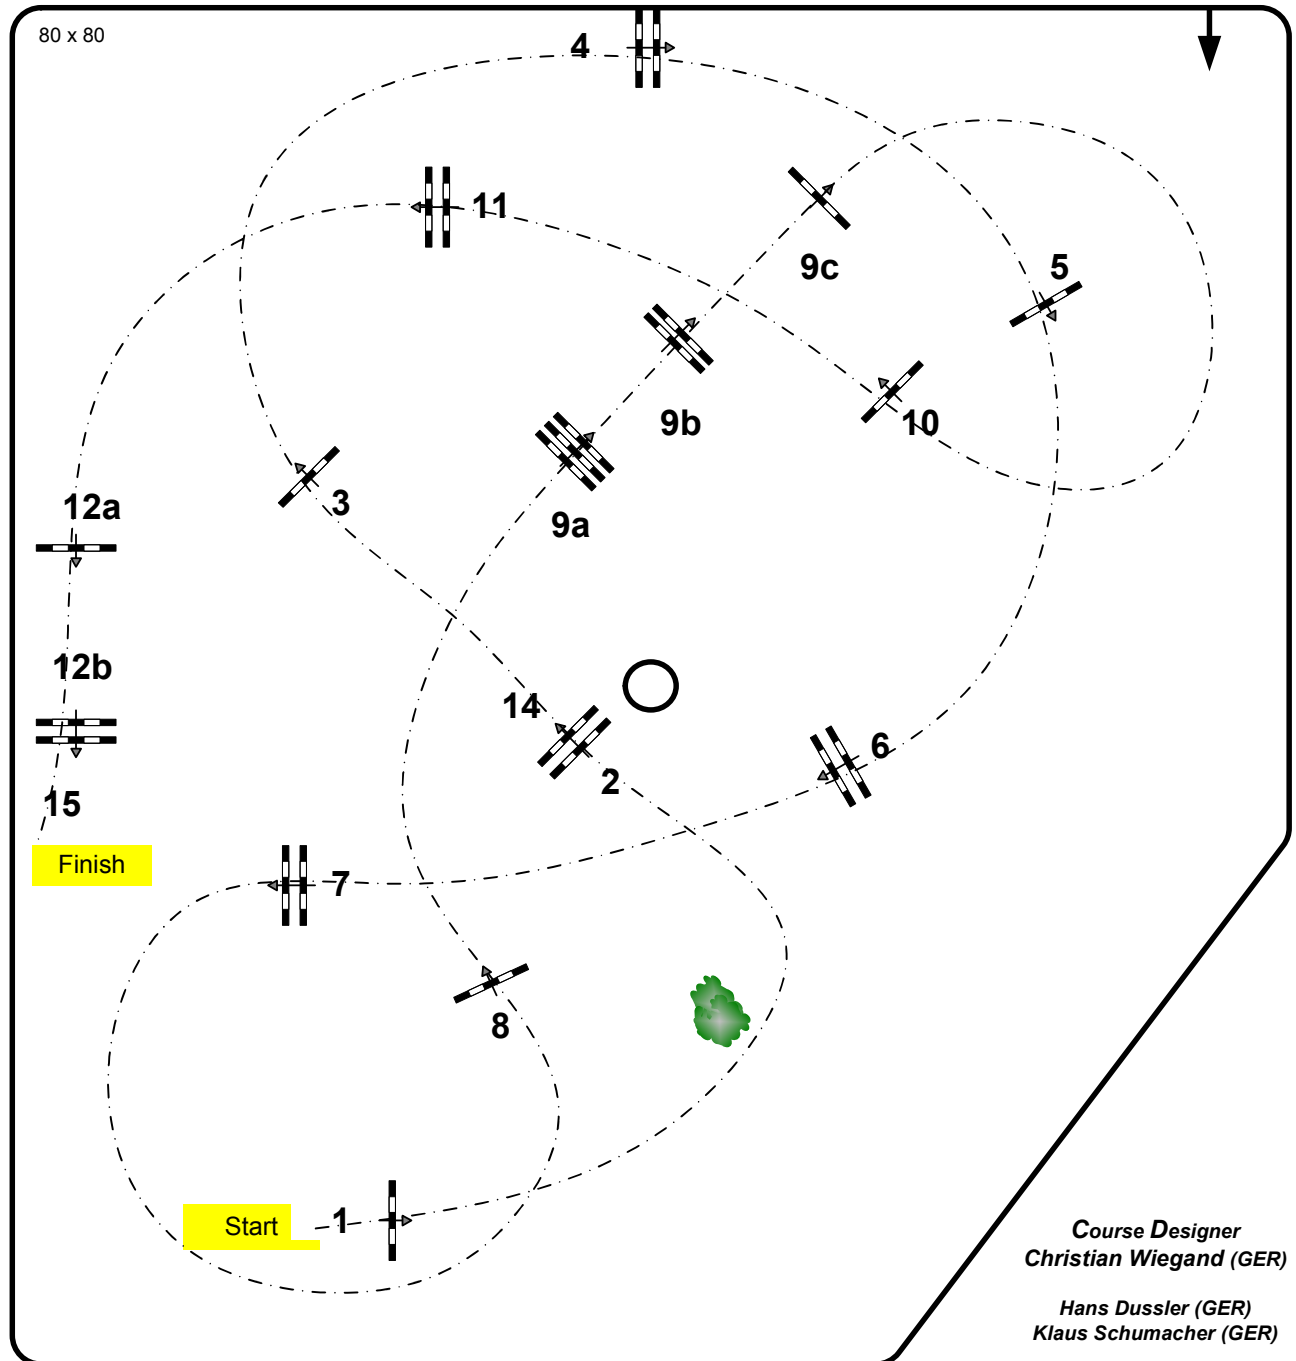 80 x 80
4
11
9c
5
9b
10
12a
3
9a
12b
14
6
2
15
Finish
7
8
Start
1
Course Designer
Christian Wiegand (GER)
Hans Dussler (GER)
Klaus Schumacher (GER)